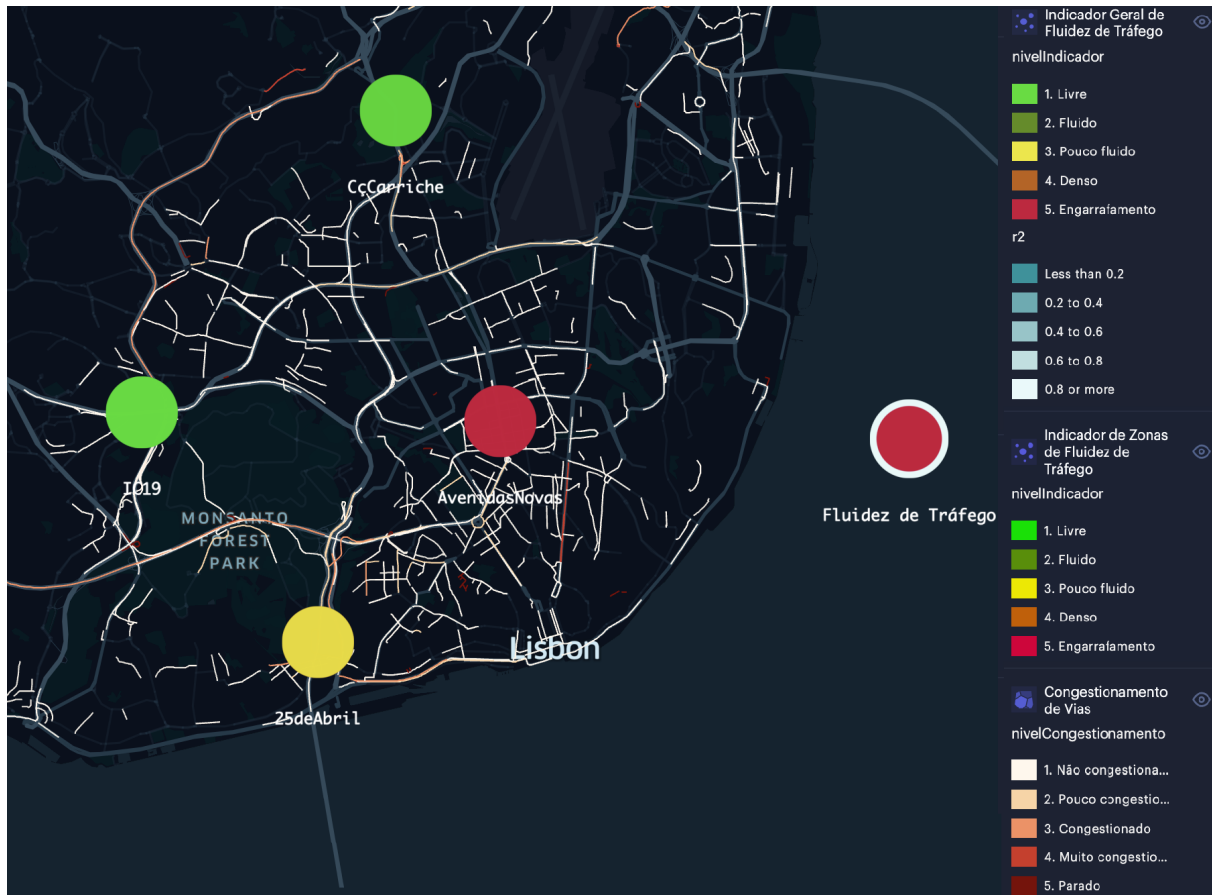 CçCarriche
IC19
AvenidasNovas
MONSANTO
FOREST
PARK
Fluidez de Tráfego
Lisbon
25deAbril
Indicador Geral de
Fluidez de Tráfego
nivelIndicador
1. Livre
2. Fluido
3. Pouco fluido
4. Denso
5. Engarrafamento
r2
Less than 0.2
0.2 to 0.4
0.4 to 0.6
0.6 to 0.8
0.8 or more
Indicador de Zonas
de Fluidez de
Tráfego
nivelIndicador
1. Livre
2. Fluido
3. Pouco fluido
4. Denso
5. Engarrafamento
Congestionamento
de Vias
nivelCongestionamento
1. Não congestiona...
2. Pouco congestio...
3. Congestionado
4. Muito congestio...
5. Parado